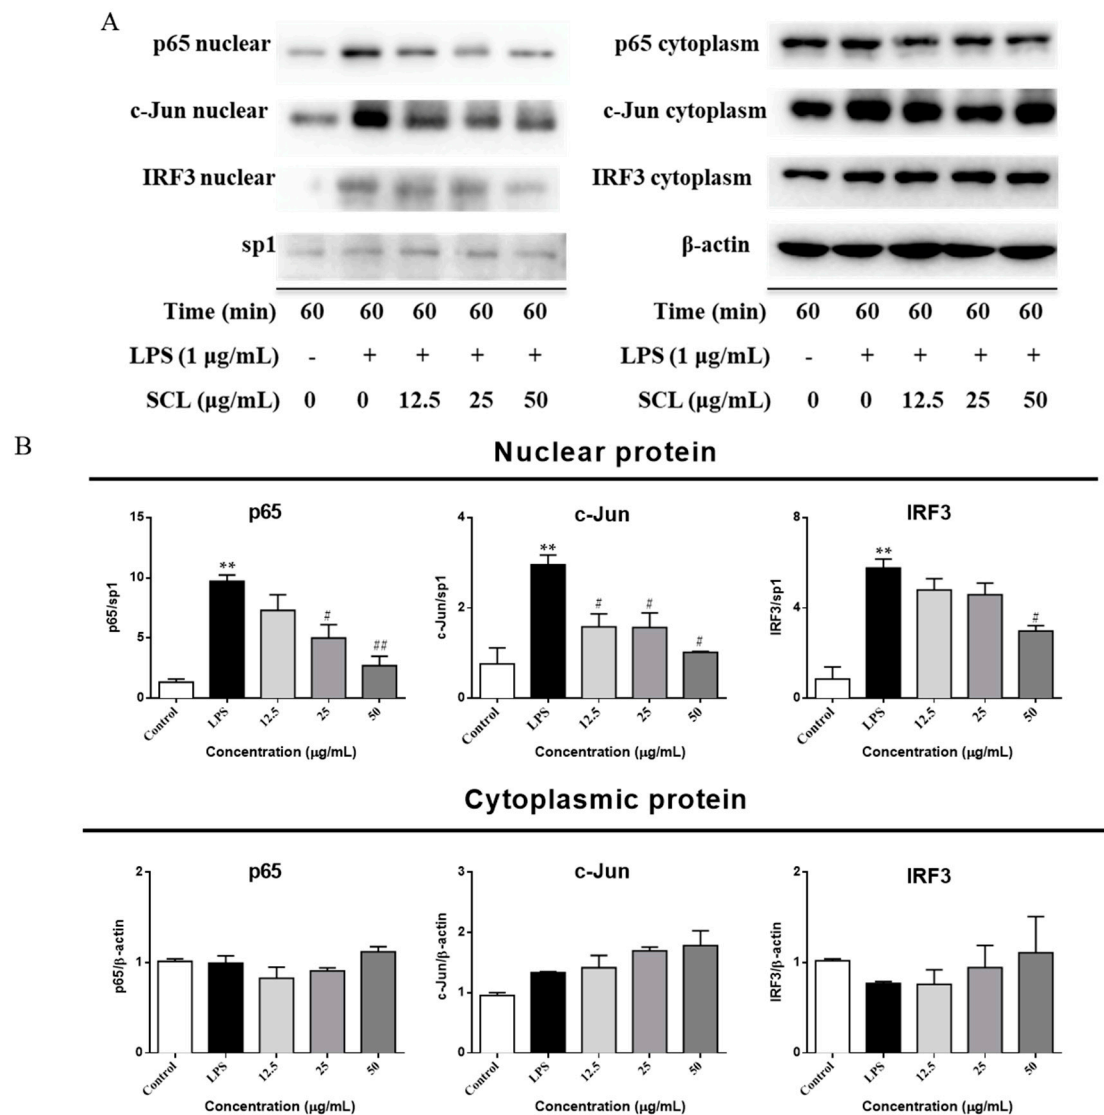 A
p65 nuclear
c-Jun nuclear
IRF3 nuclear
sp1
Time (min) 60 60 60 60 60
LPS (1 μg/mL) - + + + +
SCL (μg/mL) 0 0 12.5 25 50
p65 cytoplasm
c-Jun cytoplasm
IRF3 cytoplasm
β-actin
Time (min) 60 60 60 60 60
LPS (1 μg/mL) - + + + +
SCL (μg/mL) 0 0 12.5 25 50
B
Nuclear protein
p65
p65/sp1
15
10
5
0
**
#
##
Control LPS 12.5 25 50
Concentration (μg/mL)
c-Jun
c-Jun/sp1
4
2
0
**
#
#
#
Control LPS 12.5 25 50
Concentration (μg/mL)
IRF3
IRF3/sp1
8
4
0
**
#
Control LPS 12.5 25 50
Concentration (μg/mL)
Cytoplasmic protein
p65
p65/β-actin
2
1
0
Control LPS 12.5 25 50
Concentration (μg/mL)
c-Jun
c-Jun/β-actin
3
2
1
0
Control LPS 12.5 25 50
Concentration (μg/mL)
IRF3
IRF3/β-actin
2
1
0
Control LPS 12.5 25 50
Concentration (μg/mL)